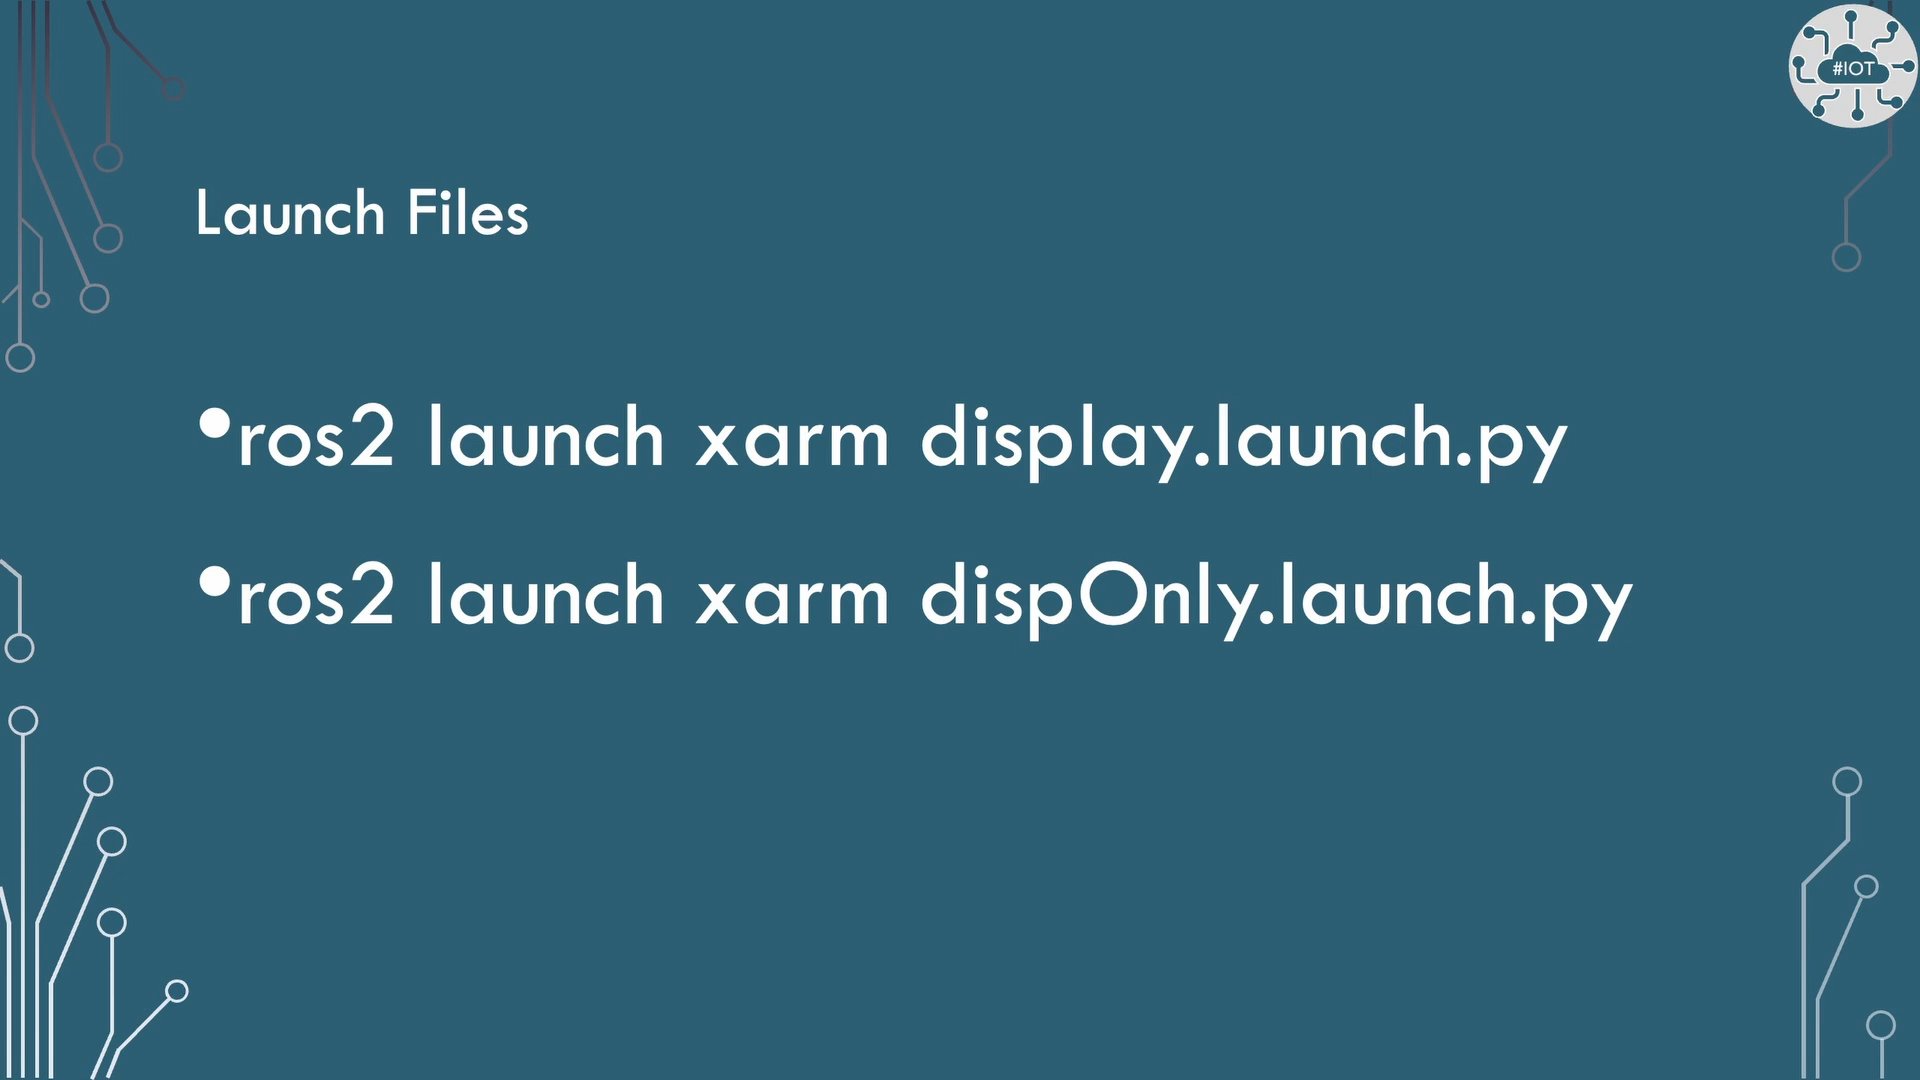 #IOT
Launch Files
•ros2 launch xarm display.launch.py
•ros2 launch xarm dispOnly.launch.py